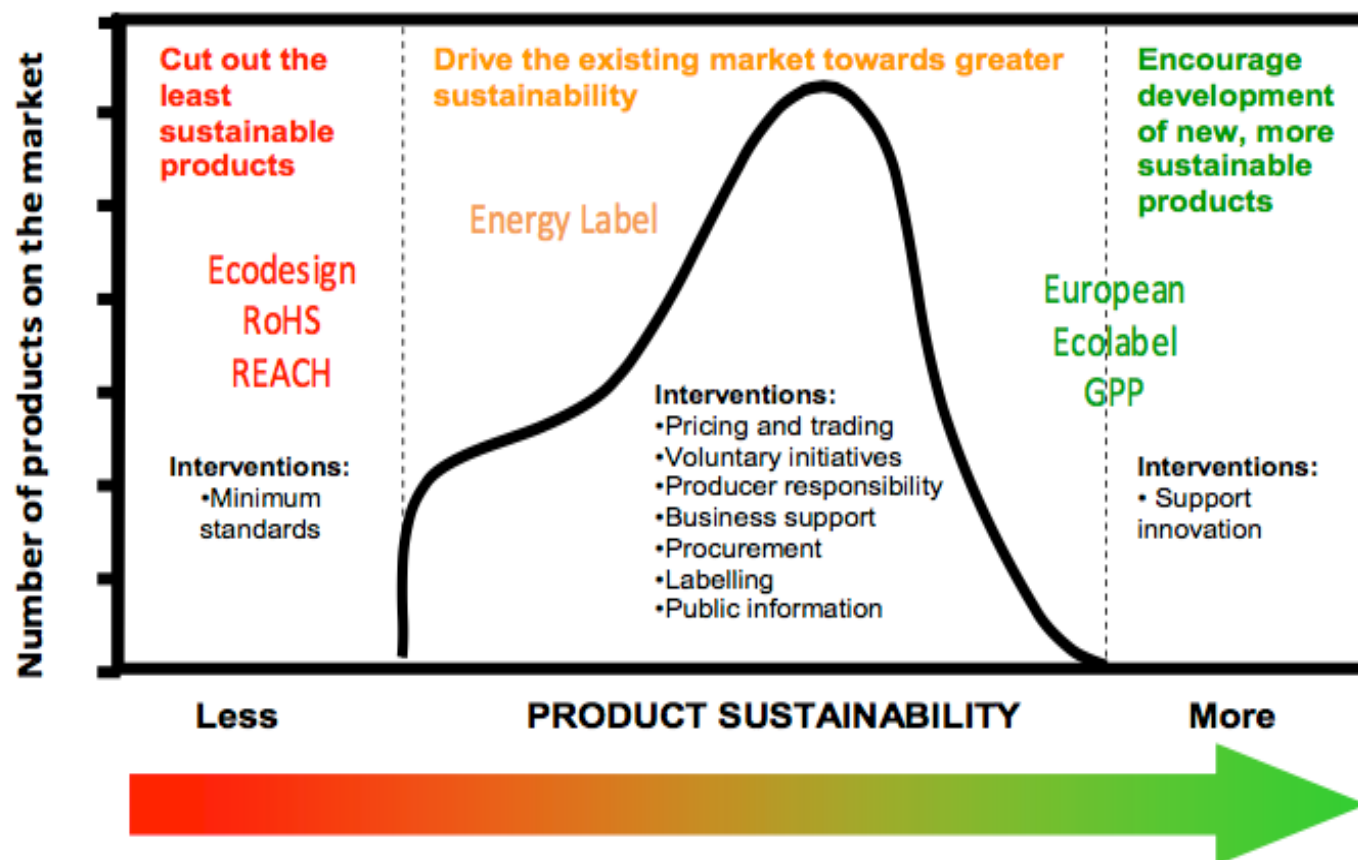 Number of products on the market
Cut out the
least
sustainable
products
Ecodesign
RoHS
REACH
Interventions:
•Minimum
standards
Drive the existing market towards greater
sustainability
Energy Label
Interventions:
•Pricing and trading
•Voluntary initiatives
•Producer responsibility
•Business support
•Procurement
•Labelling
•Public information
Encourage
development
of new, more
sustainable
products
European
Ecolabel
GPP
Interventions:
• Support
innovation
Less
PRODUCT SUSTAINABILITY
More